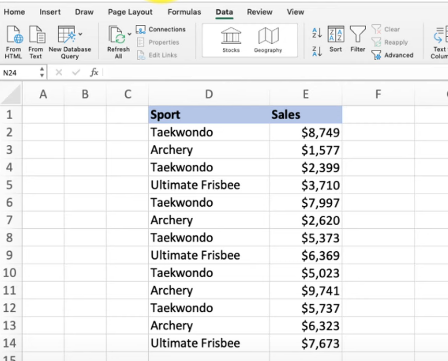 Home Insert Draw Page Layout Formulas Data Review View
From HTML From Text New Database Query Refresh All Connections Properties Edit Links Stocks Geography Sort Filter Clear Reapply Advanced Text
N24 fx
A B C D E F
1 Sport Sales
2 Taekwondo $8,749
3 Archery $1,577
4 Taekwondo $2,399
5 Ultimate Frisbee $3,710
6 Taekwondo $7,997
7 Archery $2,620
8 Taekwondo $5,373
9 Ultimate Frisbee $6,369
10 Taekwondo $5,023
11 Archery $9,741
12 Taekwondo $5,737
13 Archery $6,323
14 Ultimate Frisbee $7,673
15